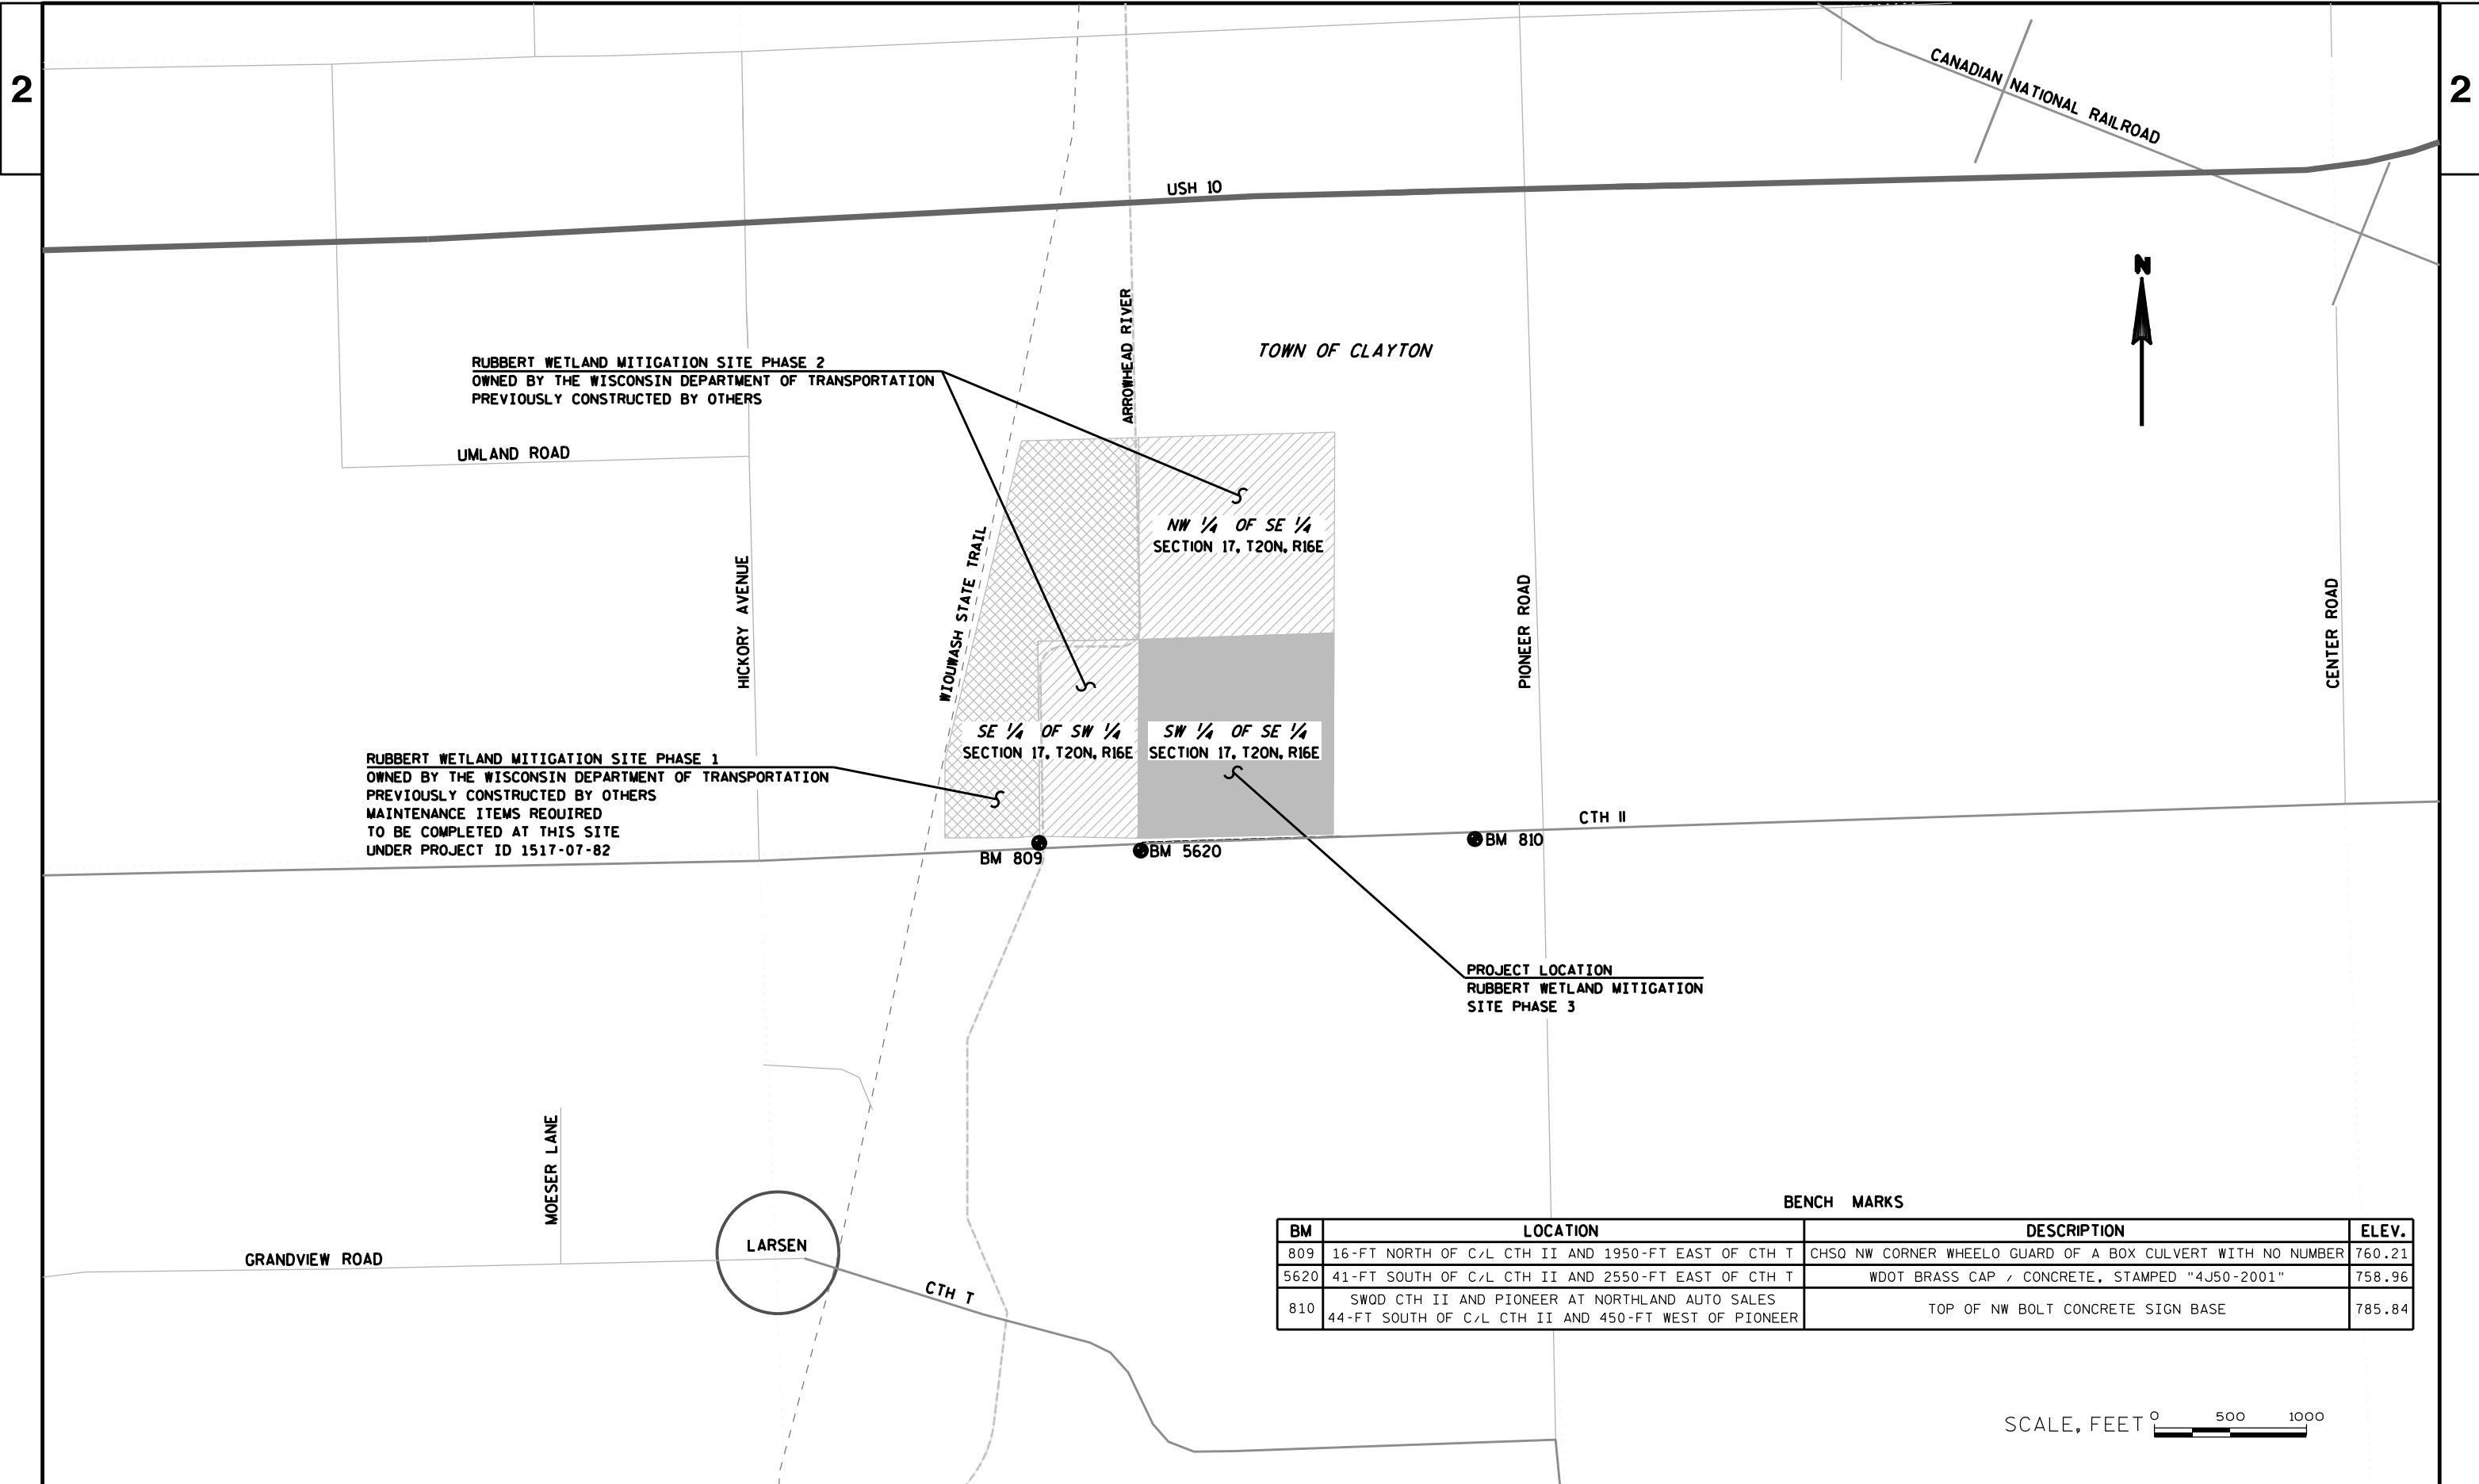 2
2
CANADIAN NATIONAL RAILROAD
USH 10
N
ARROWHEAD RIVER
TOWN OF CLAYTON
RUBBERT WETLAND MITIGATION SITE PHASE 2
OWNED BY THE WISCONSIN DEPARTMENT OF TRANSPORTATION
PREVIOUSLY CONSTRUCTED BY OTHERS
UMLAND ROAD
NW 1/4 OF SE 1/4
SECTION 17, T20N, R16E
HICKORY AVENUE
WIOUWASH STATE TRAIL
PIONEER ROAD
CENTER ROAD
SE 1/4 OF SW 1/4
SECTION 17, T20N, R16E
SW 1/4 OF SE 1/4
SECTION 17, T20N, R16E
RUBBERT WETLAND MITIGATION SITE PHASE 1
OWNED BY THE WISCONSIN DEPARTMENT OF TRANSPORTATION
PREVIOUSLY CONSTRUCTED BY OTHERS
MAINTENANCE ITEMS REQUIRED
TO BE COMPLETED AT THIS SITE
UNDER PROJECT ID 1517-07-82
CTH II
BM 809
BM 5620
BM 810
PROJECT LOCATION
RUBBERT WETLAND MITIGATION
SITE PHASE 3
MOESER LANE
GRANDVIEW ROAD
LARSEN
CTH T
BENCH MARKS
BM LOCATION DESCRIPTION ELEV.
809 16-FT NORTH OF C/L CTH II AND 1950-FT EAST OF CTH T CHSQ NW CORNER WHEELO GUARD OF A BOX CULVERT WITH NO NUMBER 760.21
5620 41-FT SOUTH OF C/L CTH II AND 2550-FT EAST OF CTH T WDOT BRASS CAP / CONCRETE, STAMPED "4J50-2001" 758.96
810 SWQD CTH II AND PIONEER AT NORTHLAND AUTO SALES
44-FT SOUTH OF C/L CTH II AND 450-FT WEST OF PIONEER TOP OF NW BOLT CONCRETE SIGN BASE 785.84
SCALE, FEET 0 500 1000